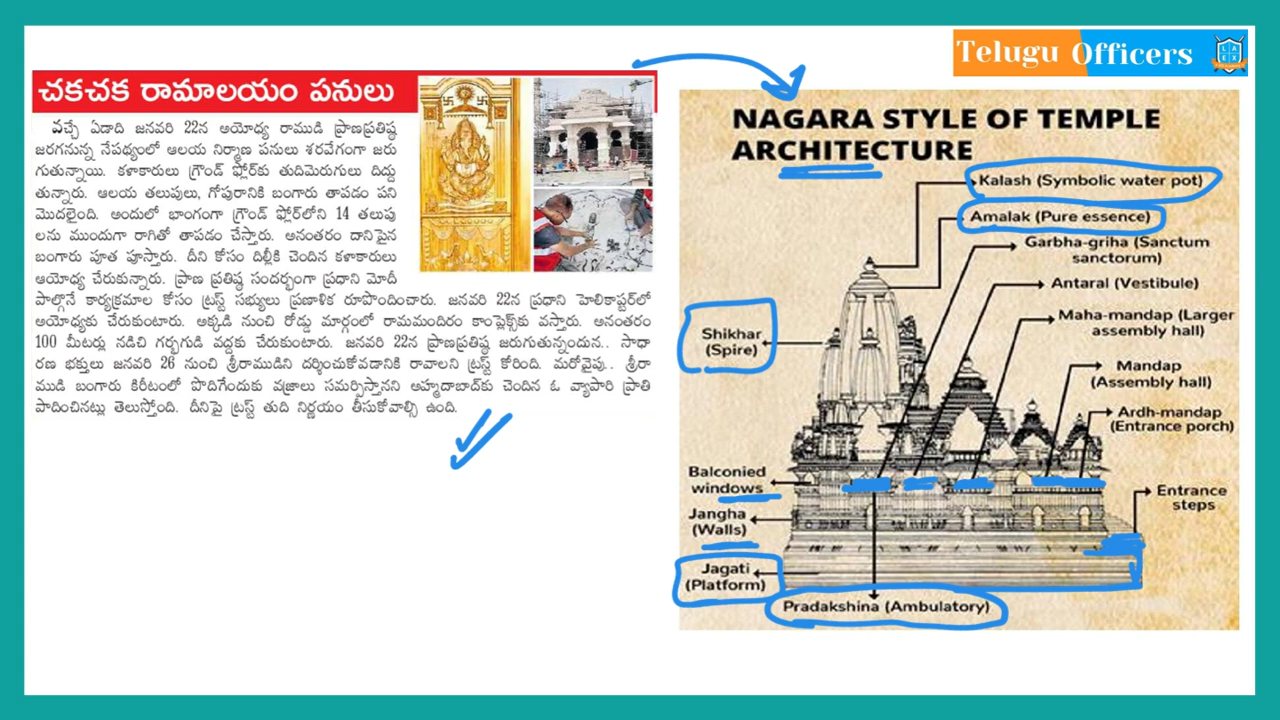 Telugu Officers
చకచక రామాలయం పనులు
వచ్చే ఏడాది జనవరి 22న అయోధ్య రాముడి ప్రాణప్రతిష్ఠ
జరగనున్న నేపథ్యంలో ఆలయ నిర్మాణ పనులు శరవేగంగా జరు
గుతున్నాయి. కళాకారులు గ్రౌండ్ ఫ్లోర్‌కు తుదిమెరుగులు దిద్దు
తున్నారు. ఆలయ తలుపులు, గోపురానికి బంగారు తాపడం పని
మొదలైంది. అందులో భాంగంగా గ్రౌండ్ ఫ్లోర్‌లోని 14 తలుపు
లను ముందుగా రాగితో తాపడం చేస్తారు. అనంతరం దానిపైన
బంగారు పూత పూస్తారు. దీని కోసం దిల్లీకి చెందిన కళాకారులు
ఆయోధ్య చేరుకున్నారు. ప్రాణ ప్రతిష్ఠ సందర్భంగా ప్రధాని మోదీ
పాల్గొనే కార్యక్రమాల కోసం ట్రస్ట్ సభ్యులు ప్రణాళిక రూపొందించారు. జనవరి 22న ప్రధాని హెలికాప్టర్‌లో
అయోధ్యకు చేరుకుంటారు. అక్కడి నుంచి రోడ్డు మార్గంలో రామమందిరం కాంప్లెక్స్‌కు వస్తారు. అనంతరం
100 మీటర్లు నడిచి గర్భగుడి వద్దకు చేరుకుంటారు. జనవరి 22న ప్రాణప్రతిష్ఠ జరుగుతున్నందున.. సాధా
రణ భక్తులు జనవరి 26 నుంచి శ్రీరాముడిని దర్శించుకోవడానికి రావాలని ట్రస్ట్ కోరింది. మరోవైపు.. శ్రీరా
ముడి బంగారు కిరీటంలో పొదిగేందుకు వజ్రాలు సమర్పిస్తానని అహ్మదాబాద్‌కు చెందిన ఓ వ్యాపారి ప్రాతి
పాదించినట్లు తెలుస్తోంది. దీనిపై ట్రస్ట్ తుది నిర్ణయం తీసుకోవాల్సి ఉంది.
NAGARA STYLE OF TEMPLE
ARCHITECTURE
Kalash (Symbolic water pot)
Amalak (Pure essence)
Garbha-griha (Sanctum
sanctorum)
Antaral (Vestibule)
Maha-mandap (Larger
assembly hall)
Shikhar
(Spire)
Mandap
(Assembly hall)
Ardh-mandap
(Entrance porch)
Balconied
windows
Entrance
steps
Jangha
(Walls)
Jagati
(Platform)
Pradakshina (Ambulatory)